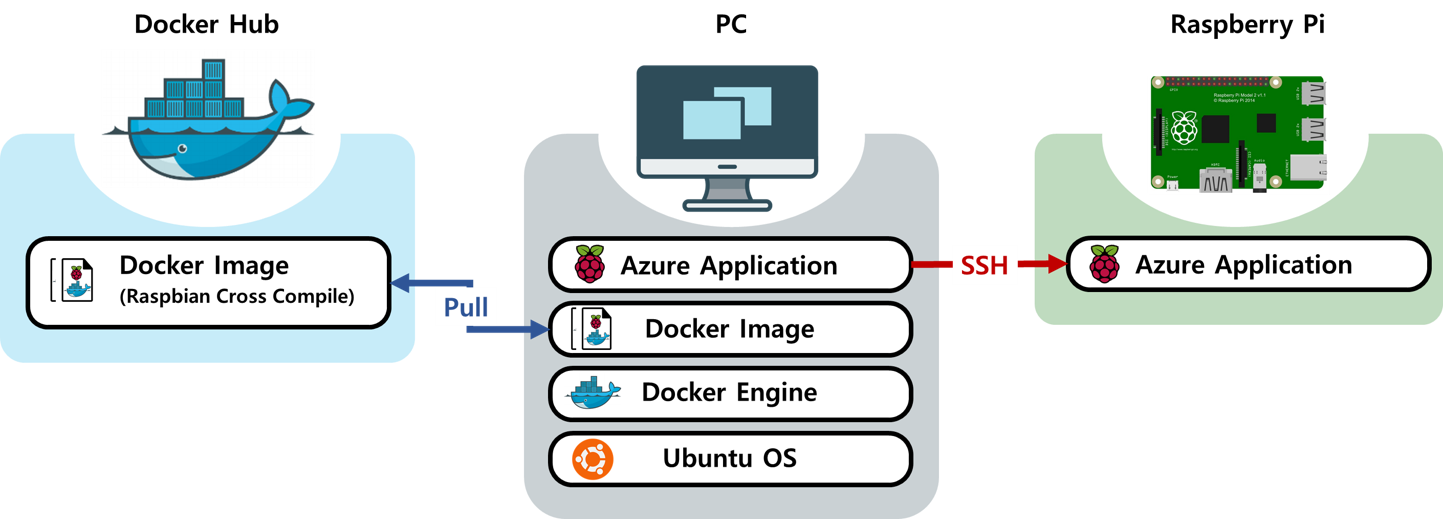 Docker Hub
PC
Raspberry Pi
Raspberry Pi Model 2 v1.1
© Raspberry Pi 2014
Docker Image
(Raspbian Cross Compile)
Pull
Azure Application
SSH
Azure Application
Docker Image
Docker Engine
Ubuntu OS